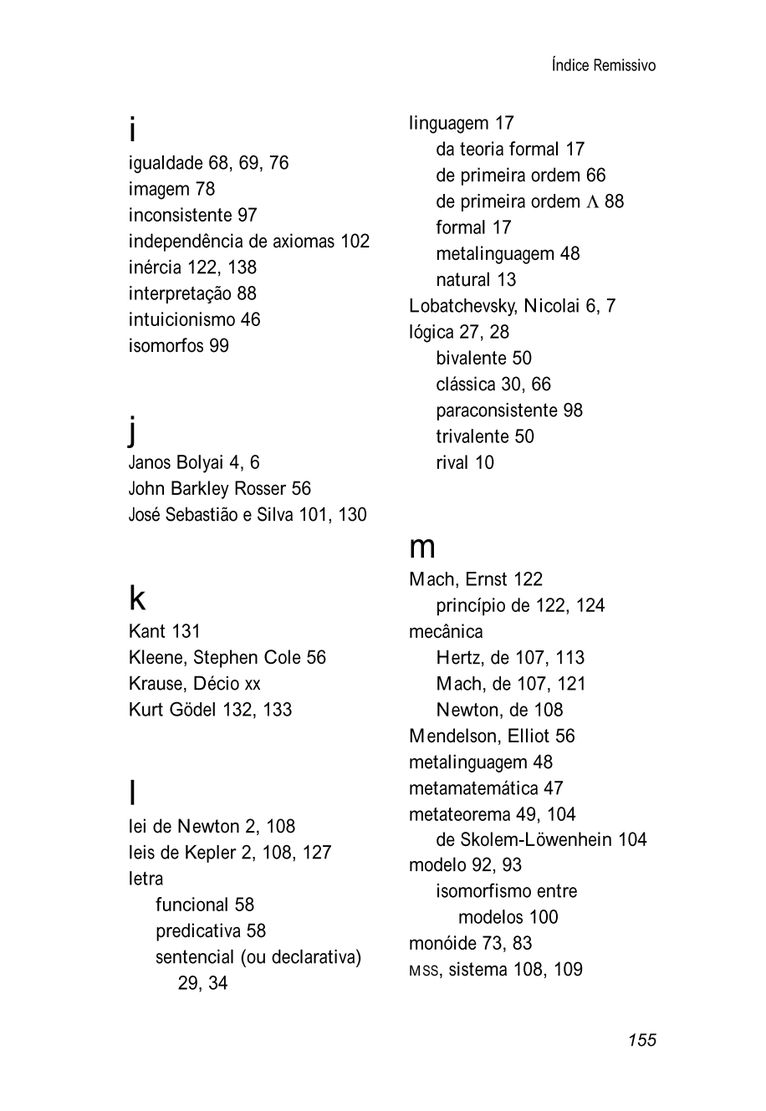 Índice Remissivo
i
igualdade 68, 69, 76
imagem 78
inconsistente 97
independência de axiomas 102
inércia 122, 138
interpretação 88
intuicionismo 46
isomorfos 99
j
Janos Bolyai 4, 6
John Barkley Rosser 56
José Sebastião e Silva 101, 130
k
Kant 131
Kleene, Stephen Cole 56
Krause, Décio xx
Kurt Gödel 132, 133
l
lei de Newton 2, 108
leis de Kepler 2, 108, 127
letra
funcional 58
predicativa 58
sentencial (ou declarativa)
29, 34
linguagem 17
da teoria formal 17
de primeira ordem 66
de primeira ordem Λ 88
formal 17
metalinguagem 48
natural 13
Lobatchevsky, Nicolai 6, 7
lógica 27, 28
bivalente 50
clássica 30, 66
paraconsistente 98
trivalente 50
rival 10
m
Mach, Ernst 122
princípio de 122, 124
mecânica
Hertz, de 107, 113
Mach, de 107, 121
Newton, de 108
Mendelson, Elliot 56
metalinguagem 48
metamatemática 47
metateorema 49, 104
de Skolem-Löwenhein 104
modelo 92, 93
isomorfismo entre
modelos 100
monóide 73, 83
MSS, sistema 108, 109
155